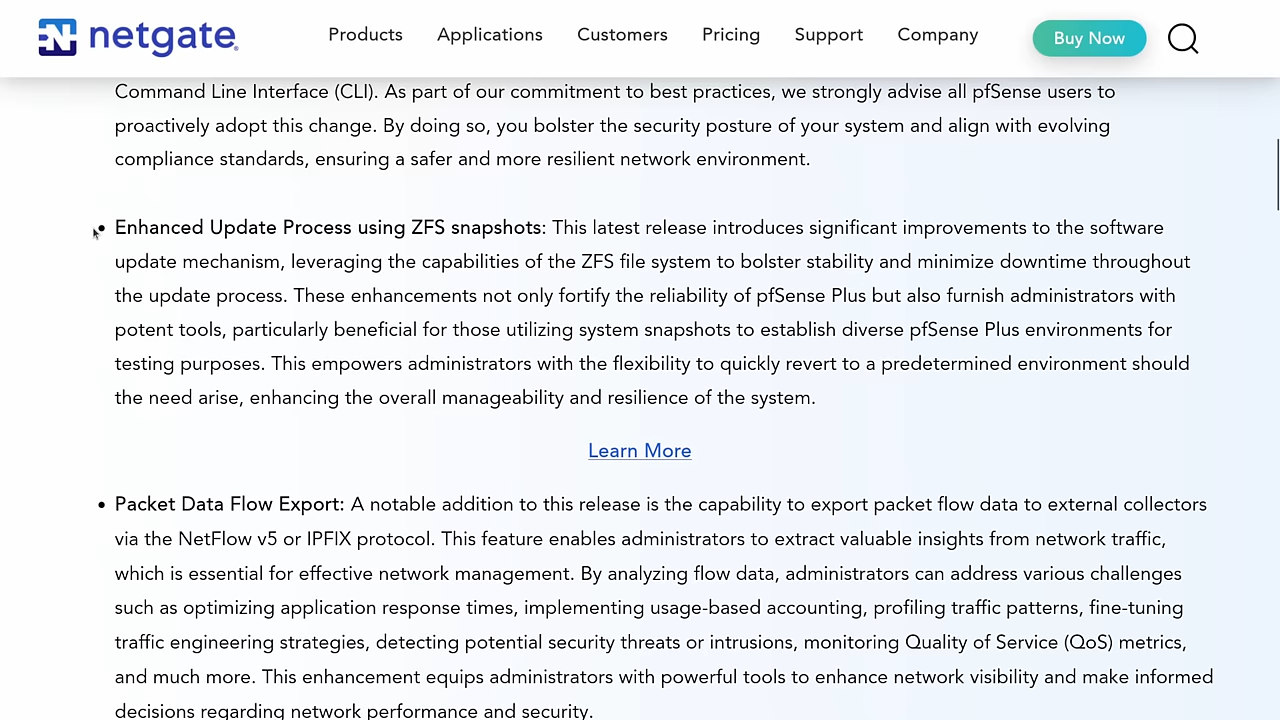 netgate
Products Applications Customers Pricing Support Company Buy Now
Command Line Interface (CLI). As part of our commitment to best practices, we strongly advise all pfSense users to
proactively adopt this change. By doing so, you bolster the security posture of your system and align with evolving
compliance standards, ensuring a safer and more resilient network environment.
• Enhanced Update Process using ZFS snapshots: This latest release introduces significant improvements to the software
update mechanism, leveraging the capabilities of the ZFS file system to bolster stability and minimize downtime throughout
the update process. These enhancements not only fortify the reliability of pfSense Plus but also furnish administrators with
potent tools, particularly beneficial for those utilizing system snapshots to establish diverse pfSense Plus environments for
testing purposes. This empowers administrators with the flexibility to quickly revert to a predetermined environment should
the need arise, enhancing the overall manageability and resilience of the system.
Learn More
• Packet Data Flow Export: A notable addition to this release is the capability to export packet flow data to external collectors
via the NetFlow v5 or IPFIX protocol. This feature enables administrators to extract valuable insights from network traffic,
which is essential for effective network management. By analyzing flow data, administrators can address various challenges
such as optimizing application response times, implementing usage-based accounting, profiling traffic patterns, fine-tuning
traffic engineering strategies, detecting potential security threats or intrusions, monitoring Quality of Service (QoS) metrics,
and much more. This enhancement equips administrators with powerful tools to enhance network visibility and make informed
decisions regarding network performance and security.